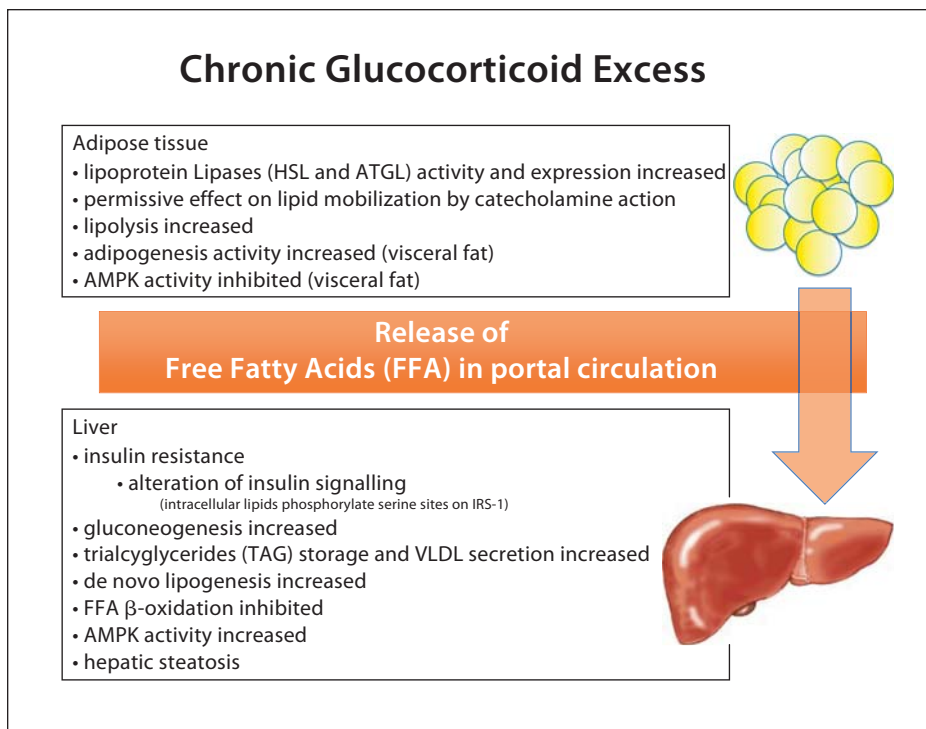 Chronic Glucocorticoid Excess
Adipose tissue
• lipoprotein Lipases (HSL and ATGL) activity and expression increased
• permissive effect on lipid mobilization by catecholamine action
• lipolysis increased
• adipogenesis activity increased (visceral fat)
• AMPK activity inhibited (visceral fat)
Release of
Free Fatty Acids (FFA) in portal circulation
Liver
• insulin resistance
• alteration of insulin signalling
(intracellular lipids phosphorylate serine sites on IRS-1)
• gluconeogenesis increased
• trialcyglycerides (TAG) storage and VLDL secretion increased
• de novo lipogenesis increased
• FFA β-oxidation inhibited
• AMPK activity increased
• hepatic steatosis